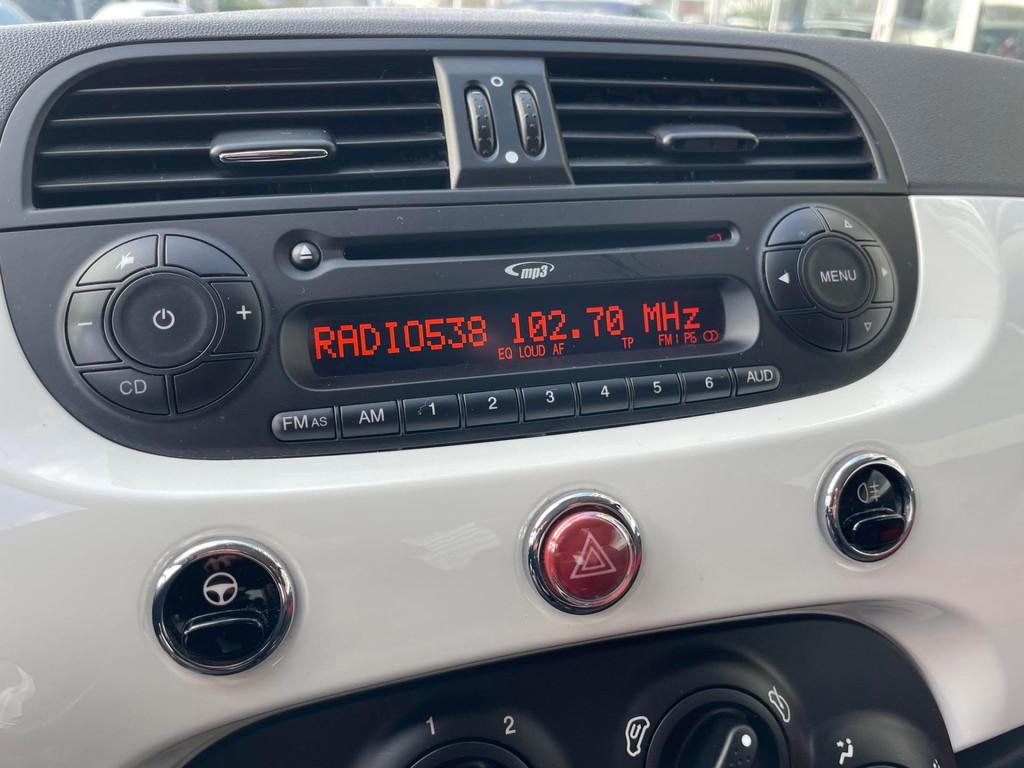 mp3
MENU
RADIO538 102.70 MHz
EQ LOUD AF TP FM1 P6
CD
FM AS AM 1 2 3 4 5 6 AUD
1 2